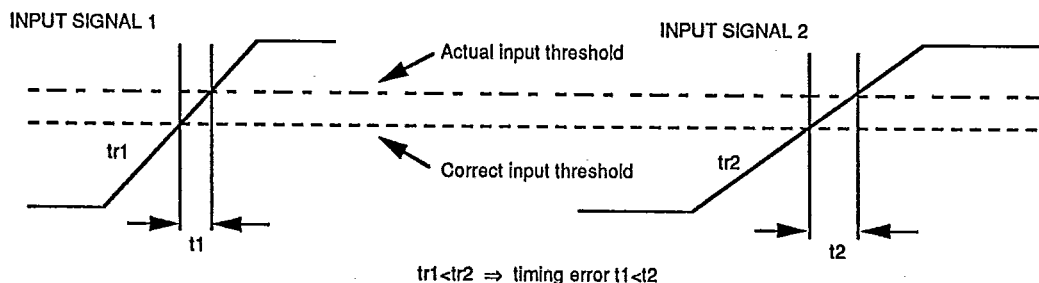 INPUT SIGNAL 1
Actual input threshold
INPUT SIGNAL 2
tr1
Correct input threshold
tr2
t1
t2
tr1<tr2 ⇒ timing error t1<t2